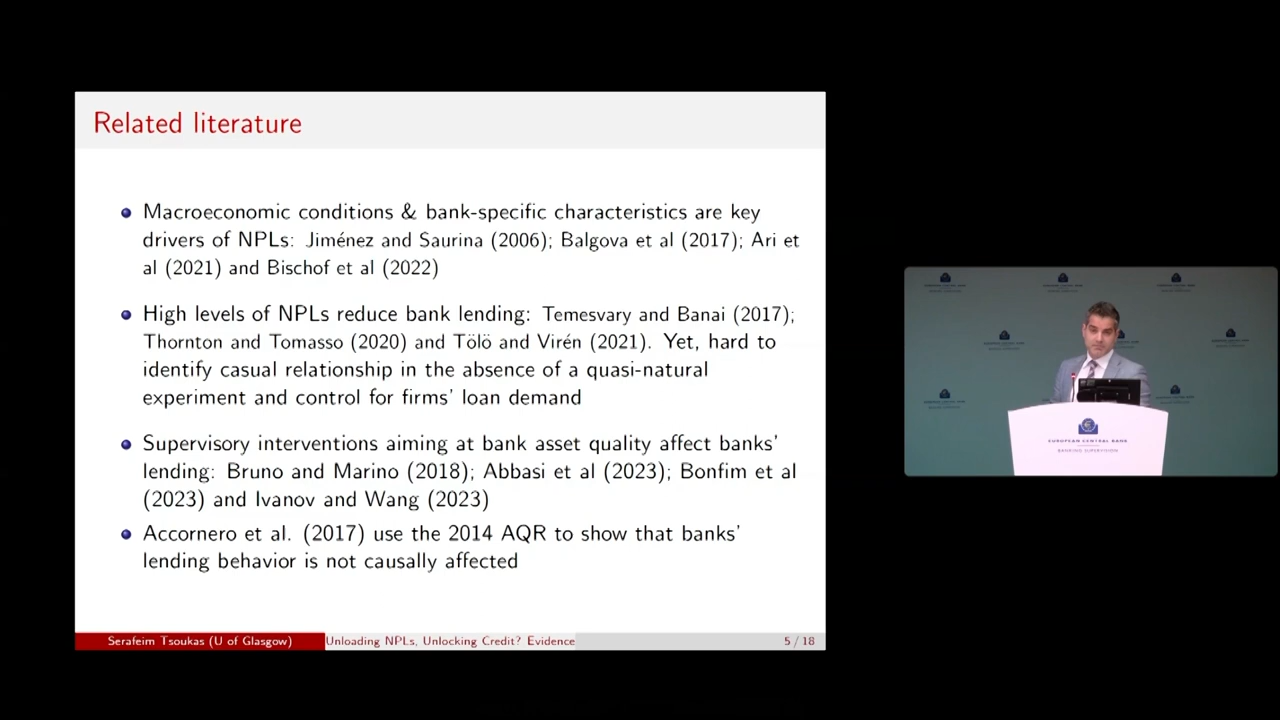 Related literature
Macroeconomic conditions & bank-specific characteristics are key
drivers of NPLs: Jiménez and Saurina (2006); Balgova et al (2017); Ari et
al (2021) and Bischof et al (2022)
High levels of NPLs reduce bank lending: Temesvary and Banai (2017);
Thornton and Tomasso (2020) and Tölö and Virén (2021). Yet, hard to
identify casual relationship in the absence of a quasi-natural
experiment and control for firms' loan demand
Supervisory interventions aiming at bank asset quality affect banks'
lending: Bruno and Marino (2018); Abbasi et al (2023); Bonfim et al
(2023) and Ivanov and Wang (2023)
Accornero et al. (2017) use the 2014 AQR to show that banks'
lending behavior is not causally affected
Serafeim Tsoukas (U of Glasgow) Unloading NPLs, Unlocking Credit? Evidence 5 / 18
EUROPEAN CENTRAL BANK
BANKING SUPERVISION